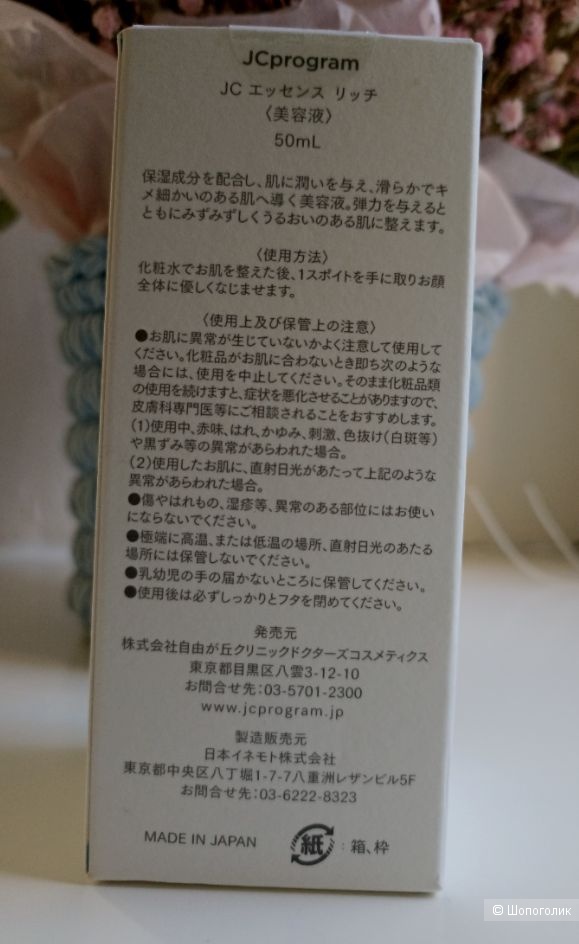 JCprogram
JC エッセンス リッチ
〈美容液〉
50mL
保湿成分を配合し、肌に潤いを与え、滑らかでキ
メ細かいのある肌へ導く美容液。弾力を与えると
ともにみずみずしくうるおいのある肌に整えます。
〈使用方法〉
化粧水でお肌を整えた後、1スポイトを手に取りお顔
全体に優しくなじませます。
〈使用上及び保管上の注意〉
●お肌に異常が生じていないかよく注意して使用して
ください。化粧品がお肌に合わないとき即ち次のような
場合には、使用を中止してください。そのまま化粧品類
の使用を続けますと、症状を悪化させることがありますので、
皮膚科専門医等にご相談されることをおすすめします。
(1)使用中、赤味、はれ、かゆみ、刺激、色抜け(白斑等)
や黒ずみ等の異常があらわれた場合。
(2)使用したお肌に、直射日光があたって上記のような
異常があらわれた場合。
●傷やはれもの、湿疹等、異常のある部位にはお使い
にならないでください。
●極端に高温、または低温の場所、直射日光のあたる
場所には保管しないでください。
●乳幼児の手の届かないところに保管してください。
●使用後は必ずしっかりとフタを閉めてください。
発売元
株式会社自由が丘クリニックドクターズコスメティクス
東京都目黒区八雲3-12-10
お問合せ先:03-5701-2300
www.jcprogram.jp
製造販売元
日本イネモト株式会社
東京都中央区八丁堀1-7-7八重洲レザンビル5F
お問合せ先:03-6222-8323
MADE IN JAPAN 紙 : 箱、枠
© Шопоголик